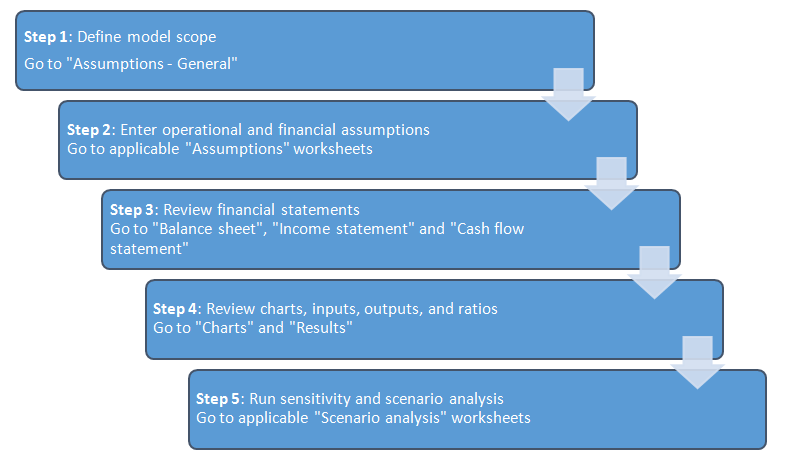 Step 1: Define model scope
Go to "Assumptions - General"
Step 2: Enter operational and financial assumptions
Go to applicable "Assumptions" worksheets
Step 3: Review financial statements
Go to "Balance sheet", "Income statement" and "Cash flow
statement"
Step 4: Review charts, inputs, outputs, and ratios
Go to "Charts" and "Results"
Step 5: Run sensitivity and scenario analysis
Go to applicable "Scenario analysis" worksheets